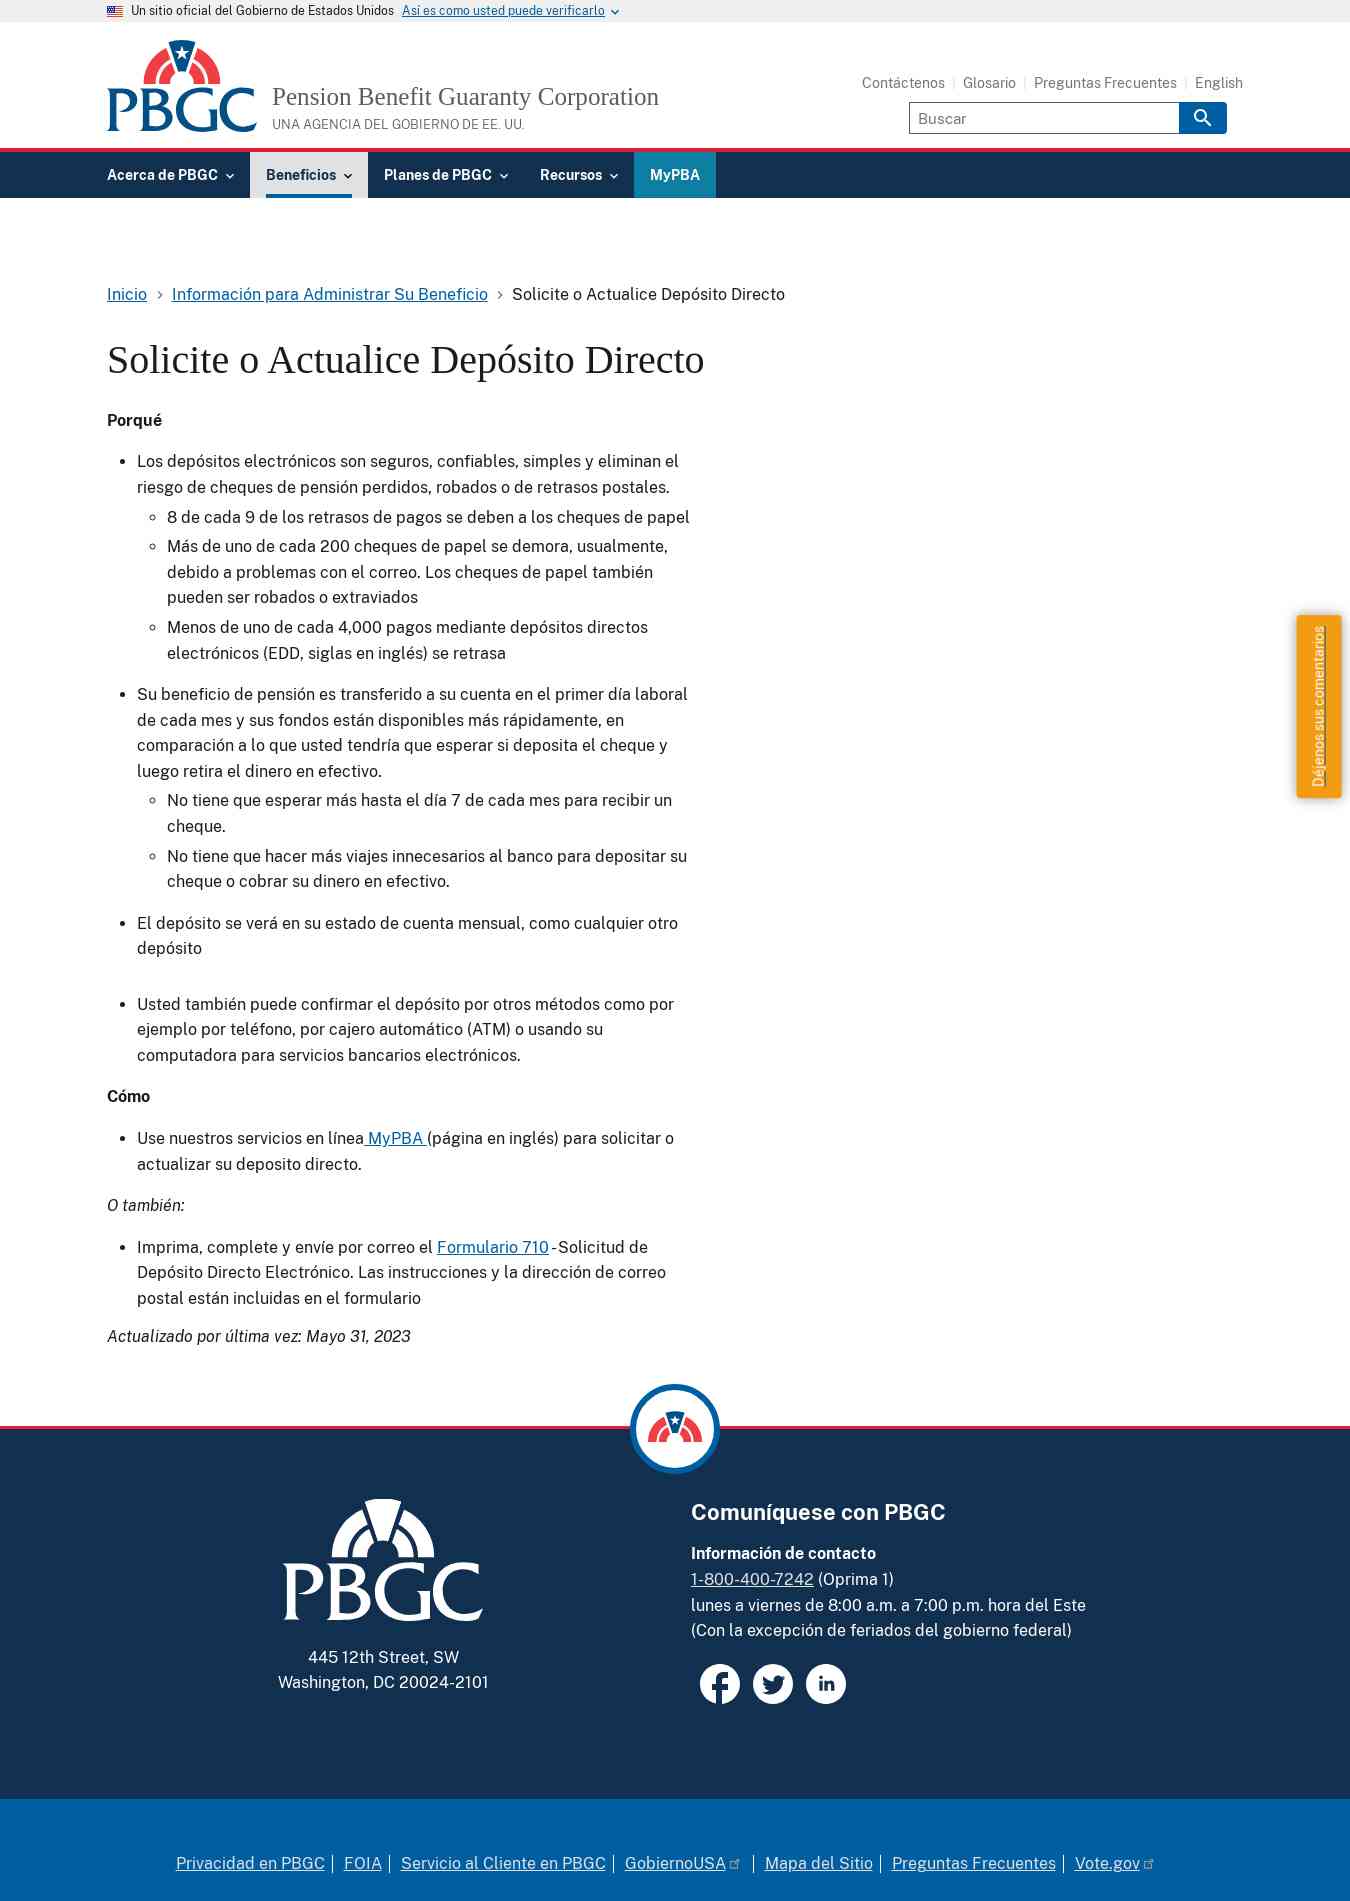 Un sitio oficial del Gobierno de Estados Unidos Así es como usted puede verificarlo
PBGC
Pension Benefit Guaranty Corporation
UNA AGENCIA DEL GOBIERNO DE EE. UU.
Contáctenos | Glosario | Preguntas Frecuentes | English
Buscar
Acerca de PBGC Beneficios Planes de PBGC Recursos MyPBA
Inicio > Información para Administrar Su Beneficio > Solicite o Actualice Depósito Directo
Solicite o Actualice Depósito Directo
Porqué
• Los depósitos electrónicos son seguros, confiables, simples y eliminan el
riesgo de cheques de pensión perdidos, robados o de retrasos postales.
◦ 8 de cada 9 de los retrasos de pagos se deben a los cheques de papel
◦ Más de uno de cada 200 cheques de papel se demora, usualmente,
debido a problemas con el correo. Los cheques de papel también
pueden ser robados o extraviados
◦ Menos de uno de cada 4,000 pagos mediante depósitos directos
electrónicos (EDD, siglas en inglés) se retrasa
• Su beneficio de pensión es transferido a su cuenta en el primer día laboral
de cada mes y sus fondos están disponibles más rápidamente, en
comparación a lo que usted tendría que esperar si deposita el cheque y
luego retira el dinero en efectivo.
◦ No tiene que esperar más hasta el día 7 de cada mes para recibir un
cheque.
◦ No tiene que hacer más viajes innecesarios al banco para depositar su
cheque o cobrar su dinero en efectivo.
• El depósito se verá en su estado de cuenta mensual, como cualquier otro
depósito
• Usted también puede confirmar el depósito por otros métodos como por
ejemplo por teléfono, por cajero automático (ATM) o usando su
computadora para servicios bancarios electrónicos.
Cómo
• Use nuestros servicios en línea MyPBA (página en inglés) para solicitar o
actualizar su deposito directo.
O también:
• Imprima, complete y envíe por correo el Formulario 710 -Solicitud de
Depósito Directo Electrónico. Las instrucciones y la dirección de correo
postal están incluidas en el formulario
Actualizado por última vez: Mayo 31, 2023
Déjenos sus comentarios
PBGC
445 12th Street, SW
Washington, DC 20024-2101
Comuníquese con PBGC
Información de contacto
1-800-400-7242 (Oprima 1)
lunes a viernes de 8:00 a.m. a 7:00 p.m. hora del Este
(Con la excepción de feriados del gobierno federal)
in
Privacidad en PBGC | FOIA | Servicio al Cliente en PBGC | GobiernoUSA | Mapa del Sitio | Preguntas Frecuentes | Vote.gov